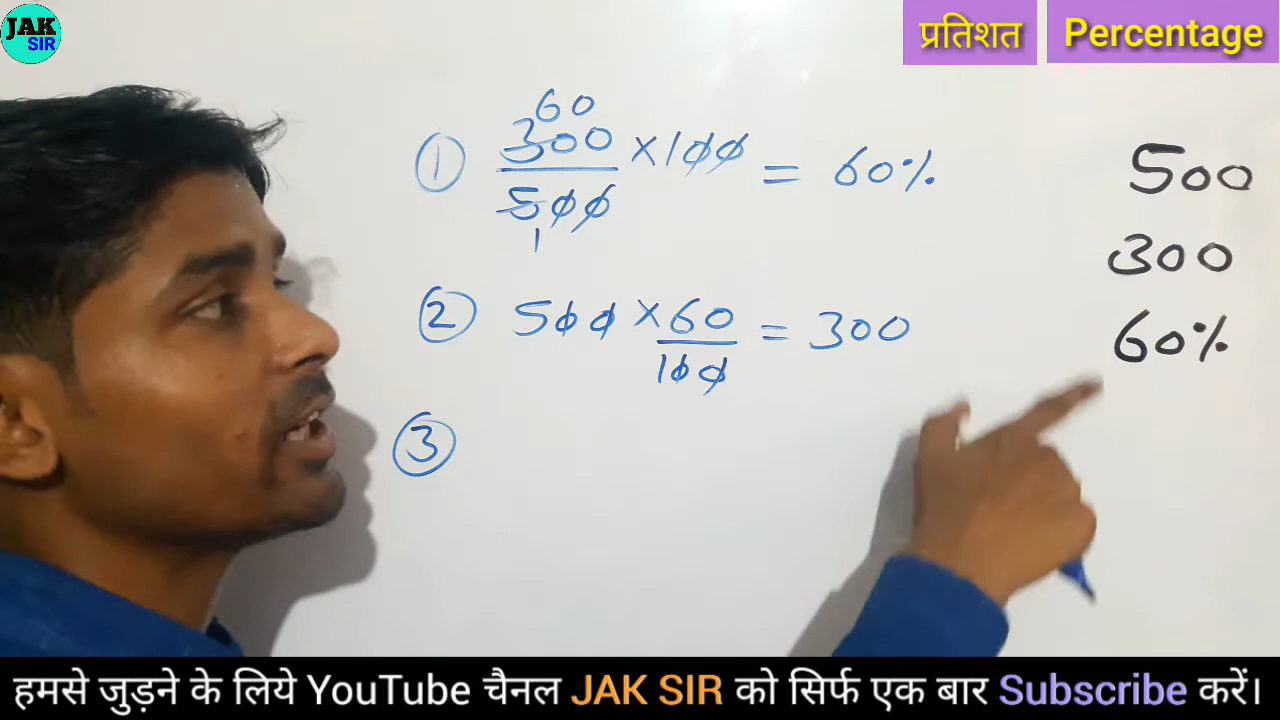 JAK
SIR
प्रतिशत Percentage
① 300/500 × 100 = 60%
60
1
② 500 × 60/100 = 300
③
500
300
60%
हमसे जुड़ने के लिये YouTube चैनल JAK SIR को सिर्फ एक बार Subscribe करें।